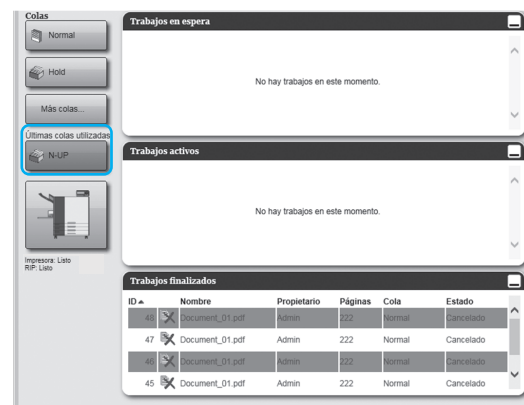 Colas
Normal
Hold
Más colas...
Últimas colas utilizadas
N-UP
Impresora: Listo
RIP: Listo
Trabajos en espera
No hay trabajos en este momento.
Trabajos activos
No hay trabajos en este momento.
Trabajos finalizados
ID Nombre Propietario Páginas Cola Estado
48 Document_01.pdf Admin 222 Normal Cancelado
47 Document_01.pdf Admin 222 Normal Cancelado
46 Document_01.pdf Admin 222 Normal Cancelado
45 Document_01.pdf Admin 222 Normal Cancelado